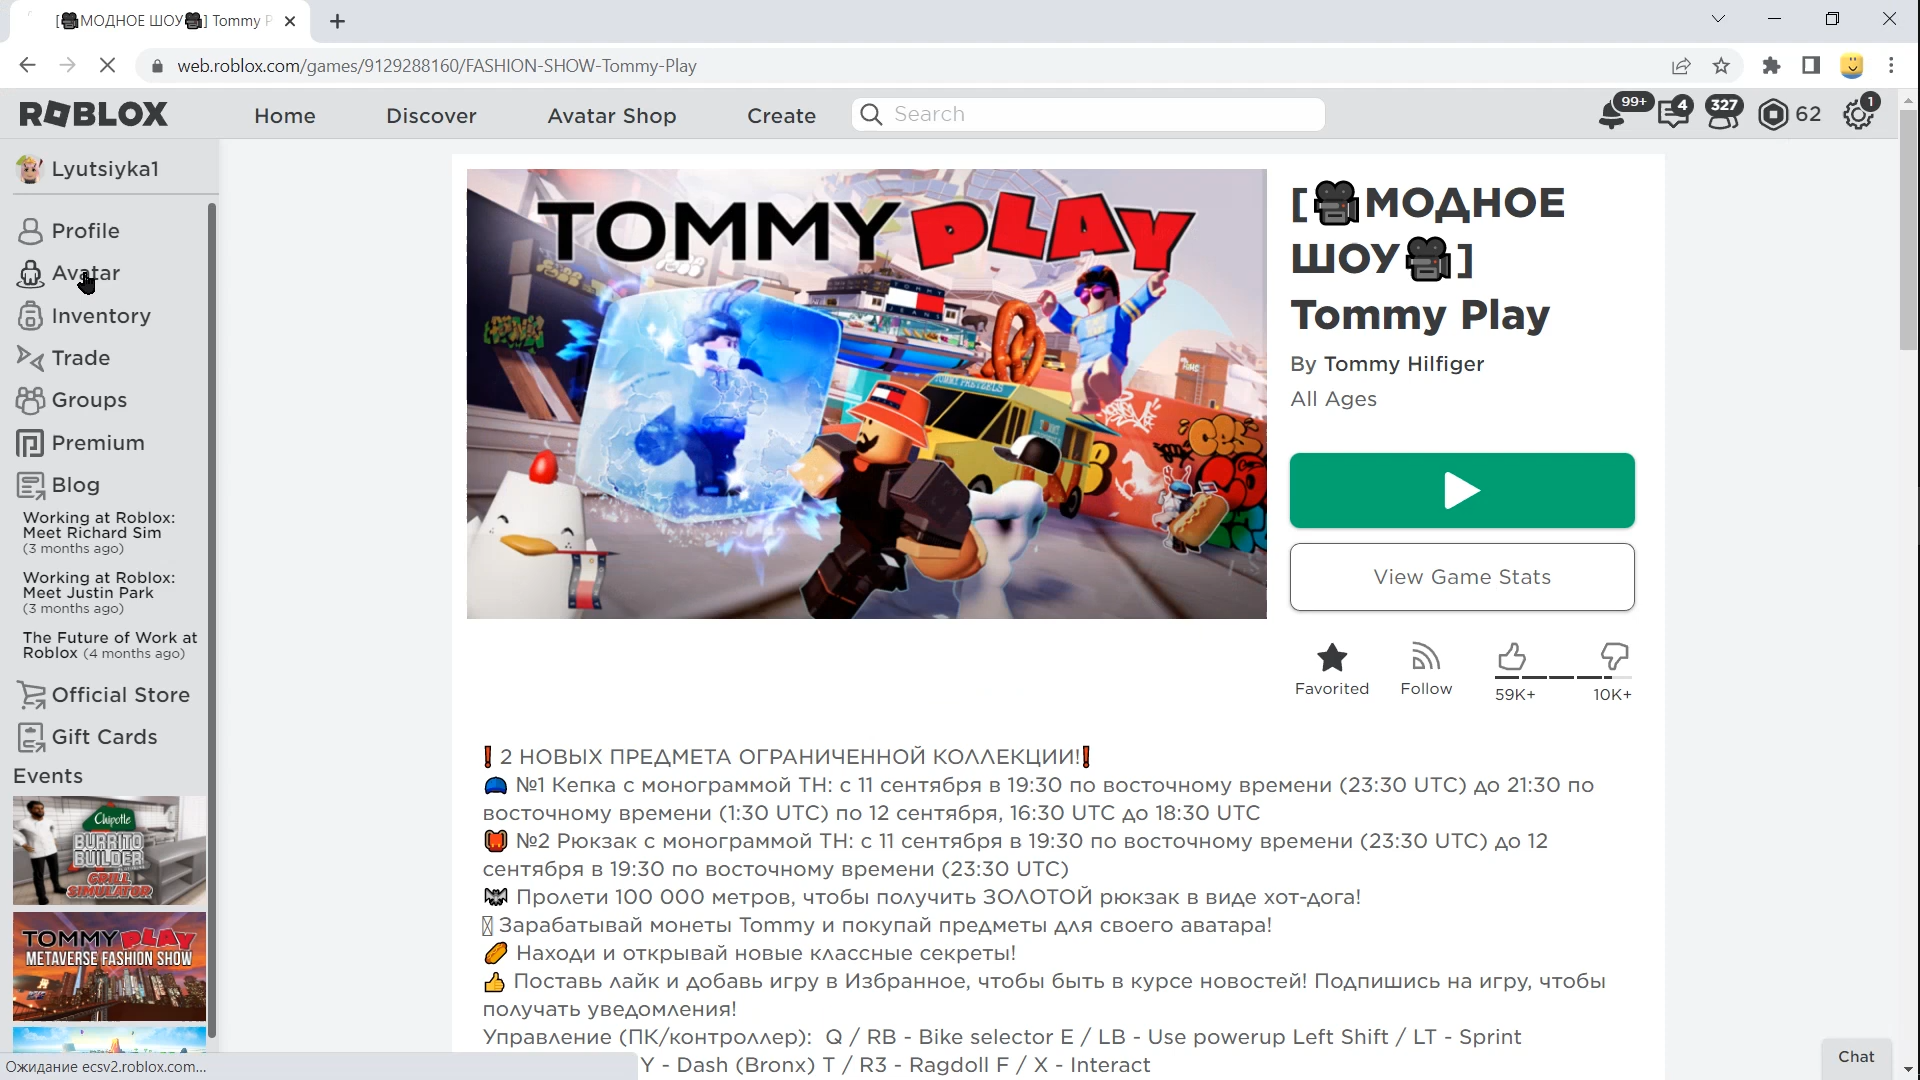 [🎥МОДНОЕ ШОУ🎥] Tommy P
web.roblox.com/games/9129288160/FASHION-SHOW-Tommy-Play
ROBLOX
Home
Discover
Avatar Shop
Create
Search
99+
4
327
62
1
Lyutsiyka1
Profile
Avatar
Inventory
Trade
Groups
Premium
Blog
Working at Roblox:
Meet Richard Sim
(3 months ago)
Working at Roblox:
Meet Justin Park
(3 months ago)
The Future of Work at
Roblox (4 months ago)
Official Store
Gift Cards
Events
Chipotle
BURRITO
BUILDER
GRILL
SIMULATOR
TOMMY PLAY
METAVERSE FASHION SHOW
TOMMY PLAY
TOMMY
JEANS
TOMMY PRETZELS
[🎥МОДНОЕ
ШОУ🎥]
Tommy Play
By Tommy Hilfiger
All Ages
View Game Stats
Favorited
Follow
59K+
10K+
❗2 НОВЫХ ПРЕДМЕТА ОГРАНИЧЕННОЙ КОЛЛЕКЦИИ!❗
🧢 №1 Кепка с монограммой TH: с 11 сентября в 19:30 по восточному времени (23:30 UTC) до 21:30 по
восточному времени (1:30 UTC) по 12 сентября, 16:30 UTC до 18:30 UTC
🎒 №2 Рюкзак с монограммой TH: с 11 сентября в 19:30 по восточному времени (23:30 UTC) до 12
сентября в 19:30 по восточному времени (23:30 UTC)
🦇 Пролети 100 000 метров, чтобы получить ЗОЛОТОЙ рюкзак в виде хот-дога!
Зарабатывай монеты Tommy и покупай предметы для своего аватара!
🥔 Находи и открывай новые классные секреты!
👍 Поставь лайк и добавь игру в Избранное, чтобы быть в курсе новостей! Подпишись на игру, чтобы
получать уведомления!
Управление (ПК/контроллер): Q / RB - Bike selector E / LB - Use powerup Left Shift / LT - Sprint
Y - Dash (Bronx) T / R3 - Ragdoll F / X - Interact
Chat
Ожидание ecsv2.roblox.com...